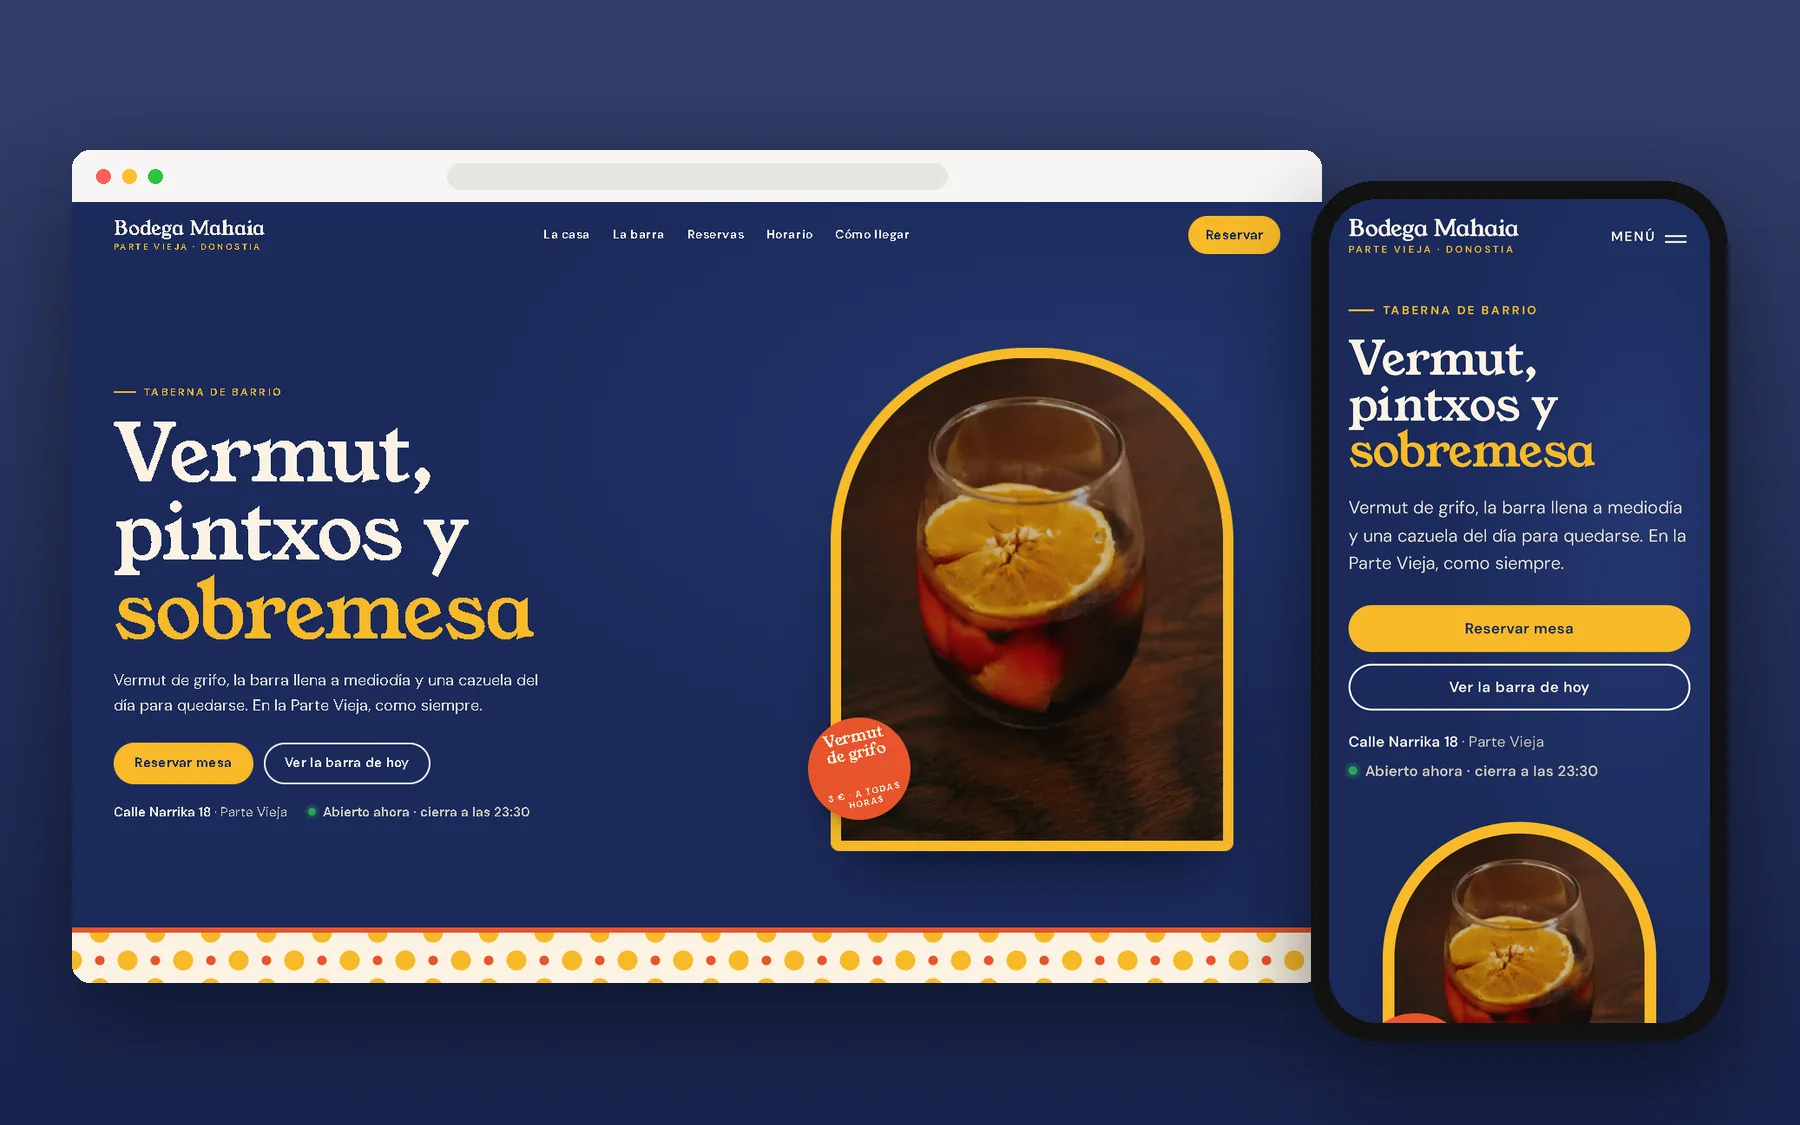 Bodega Mahaia
PARTE VIEJA · DONOSTIA
La casa La barra Reservas Horario Cómo llegar
Reservar
TABERNA DE BARRIO
Vermut,
pintxos y
sobremesa
Vermut de grifo, la barra llena a mediodía y una cazuela del
día para quedarse. En la Parte Vieja, como siempre.
Reservar mesa Ver la barra de hoy
Calle Narrika 18 · Parte Vieja Abierto ahora · cierra a las 23:30
Vermut
de grifo
3 € · A TODAS
HORAS
Bodega Mahaia
PARTE VIEJA · DONOSTIA
MENÚ
TABERNA DE BARRIO
Vermut,
pintxos y
sobremesa
Vermut de grifo, la barra llena a mediodía
y una cazuela del día para quedarse. En la
Parte Vieja, como siempre.
Reservar mesa
Ver la barra de hoy
Calle Narrika 18 · Parte Vieja
Abierto ahora · cierra a las 23:30